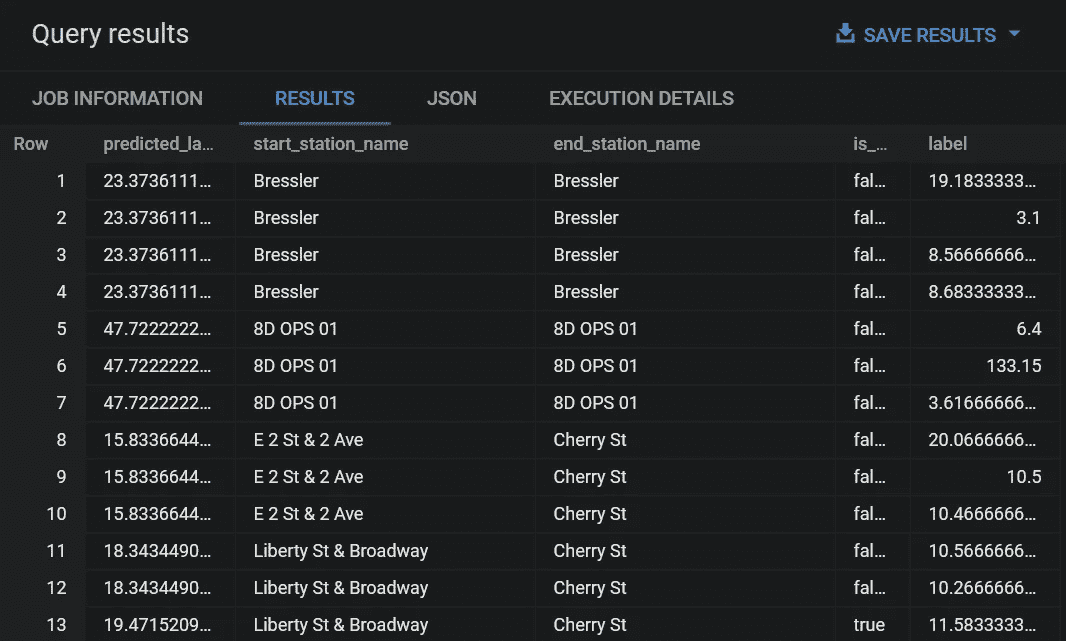 Query results SAVE RESULTS
JOB INFORMATION RESULTS JSON EXECUTION DETAILS
Row predicted_la... start_station_name end_station_name is_... label
1 23.3736111... Bressler Bressler fal... 19.1833333...
2 23.3736111... Bressler Bressler fal... 3.1
3 23.3736111... Bressler Bressler fal... 8.56666666...
4 23.3736111... Bressler Bressler fal... 8.68333333...
5 47.7222222... 8D OPS 01 8D OPS 01 fal... 6.4
6 47.7222222... 8D OPS 01 8D OPS 01 fal... 133.15
7 47.7222222... 8D OPS 01 8D OPS 01 fal... 3.61666666...
8 15.8336644... E 2 St & 2 Ave Cherry St fal... 20.0666666...
9 15.8336644... E 2 St & 2 Ave Cherry St fal... 10.5
10 15.8336644... E 2 St & 2 Ave Cherry St fal... 10.4666666...
11 18.3434490... Liberty St & Broadway Cherry St fal... 10.5666666...
12 18.3434490... Liberty St & Broadway Cherry St fal... 10.2666666...
13 19.4715209... Liberty St & Broadway Cherry St true 11.5833333...